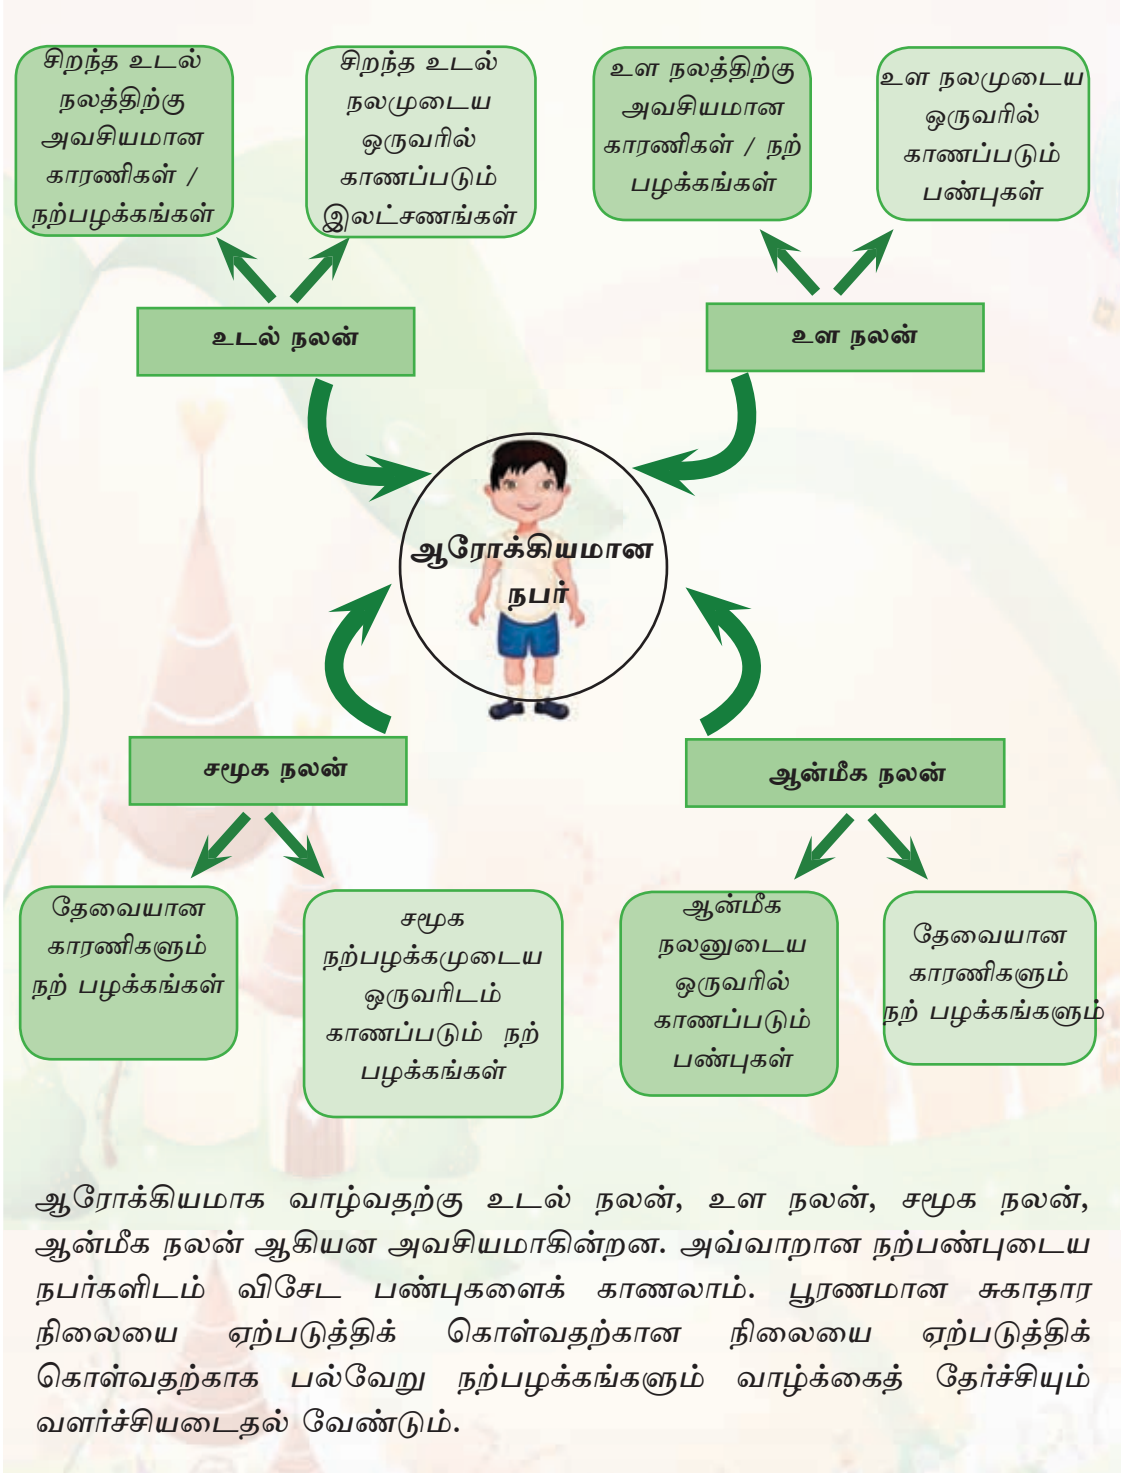 சிறந்த உடல்
நலத்திற்கு
அவசியமான
காரணிகள் /
நற்பழக்கங்கள்
சிறந்த உடல்
நலமுடைய
ஒருவரில்
காணப்படும்
இலட்சணங்கள்
உள நலத்திற்கு
அவசியமான
காரணிகள் / நற்
பழக்கங்கள்
உள நலமுடைய
ஒருவரில்
காணப்படும்
பண்புகள்
உடல் நலன்
உள நலன்
ஆரோக்கியமான
நபர்
சமூக நலன்
ஆன்மீக நலன்
தேவையான
காரணிகளும்
நற் பழக்கங்கள்
சமூக
நற்பழக்கமுடைய
ஒருவரிடம்
காணப்படும் நற்
பழக்கங்கள்
ஆன்மீக
நலனுடைய
ஒருவரில்
காணப்படும்
பண்புகள்
தேவையான
காரணிகளும்
நற் பழக்கங்களும்
ஆரோக்கியமாக வாழ்வதற்கு உடல் நலன், உள நலன், சமூக நலன்,
ஆன்மீக நலன் ஆகியன அவசியமாகின்றன. அவ்வாறான நற்பண்புடைய
நபர்களிடம் விசேட பண்புகளைக் காணலாம். பூரணமான சுகாதார
நிலையை ஏற்படுத்திக் கொள்வதற்கான நிலையை ஏற்படுத்திக்
கொள்வதற்காக பல்வேறு நற்பழக்கங்களும் வாழ்க்கைத் தேர்ச்சியும்
வளர்ச்சியடைதல் வேண்டும்.